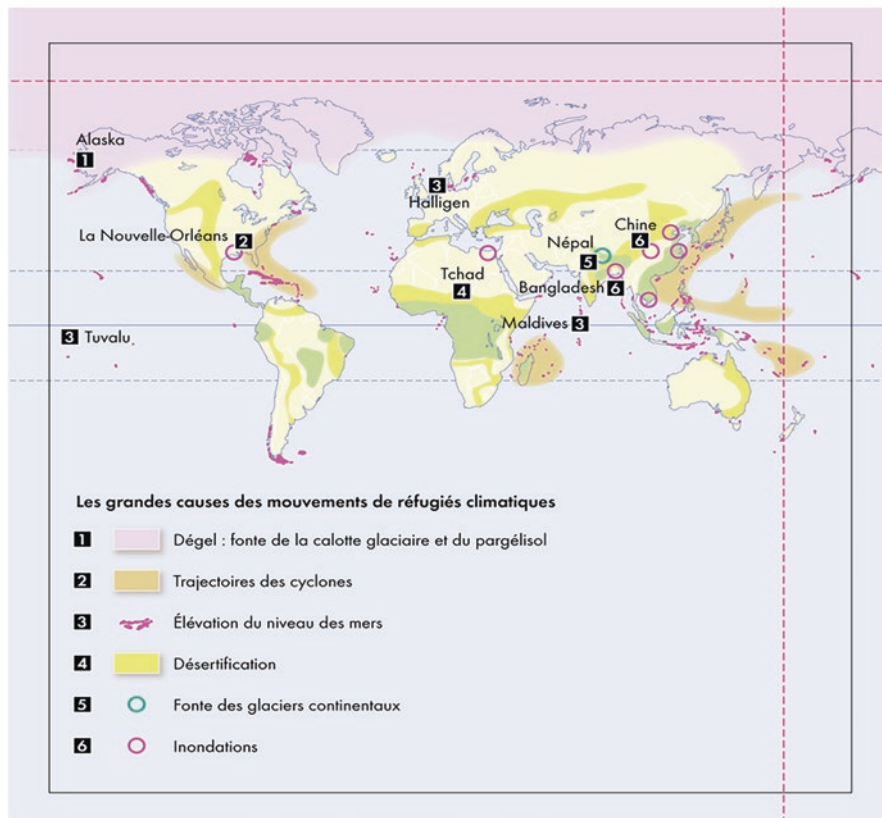 Alaska
1
3
Halligen
La Nouvelle-Orléans 2
Chine
6
Népal
5
Tchad
4
Bangladesh 6
Maldives 3
3 Tuvalu
Les grandes causes des mouvements de réfugiés climatiques
1 Dégel : fonte de la calotte glaciaire et du pargélisol
2 Trajectoires des cyclones
3 Élévation du niveau des mers
4 Désertification
5 Fonte des glaciers continentaux
6 Inondations